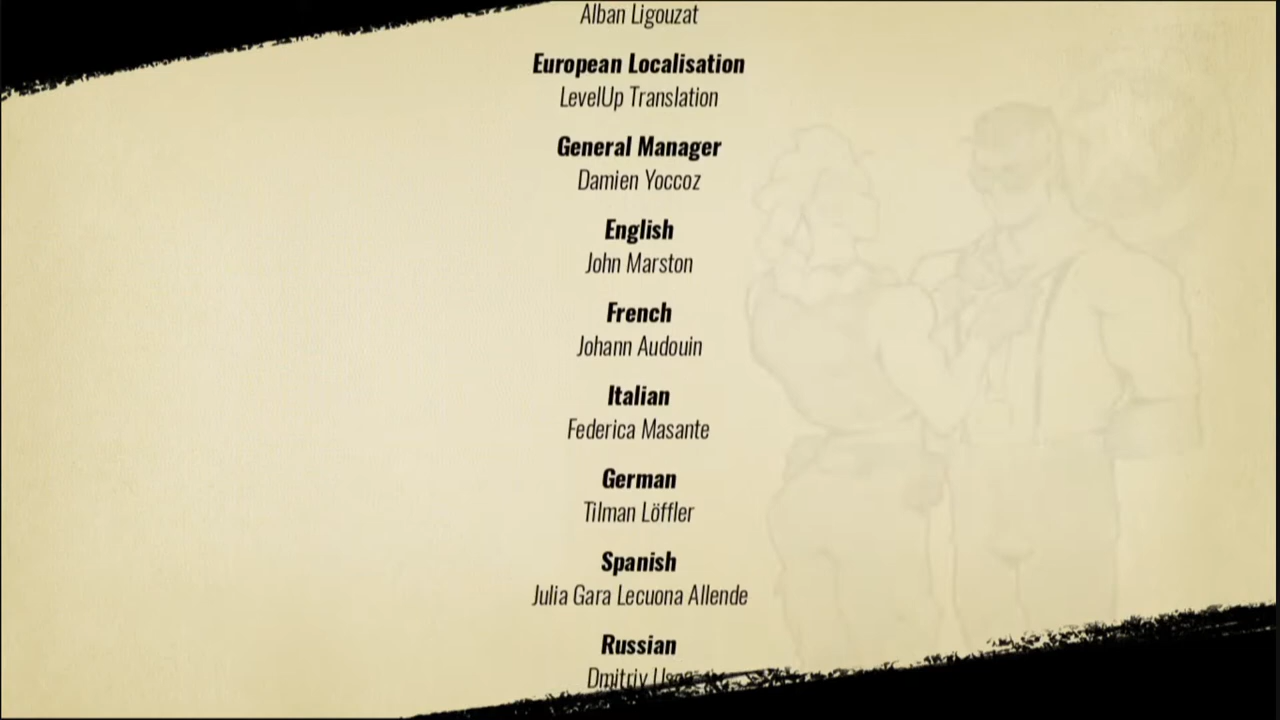 Alban Ligouzat
European Localisation
LevelUp Translation
General Manager
Damien Yoccoz
English
John Marston
French
Johann Audouin
Italian
Federica Masante
German
Tilman Löffler
Spanish
Julia Gara Lecuona Allende
Russian
Dmitriy